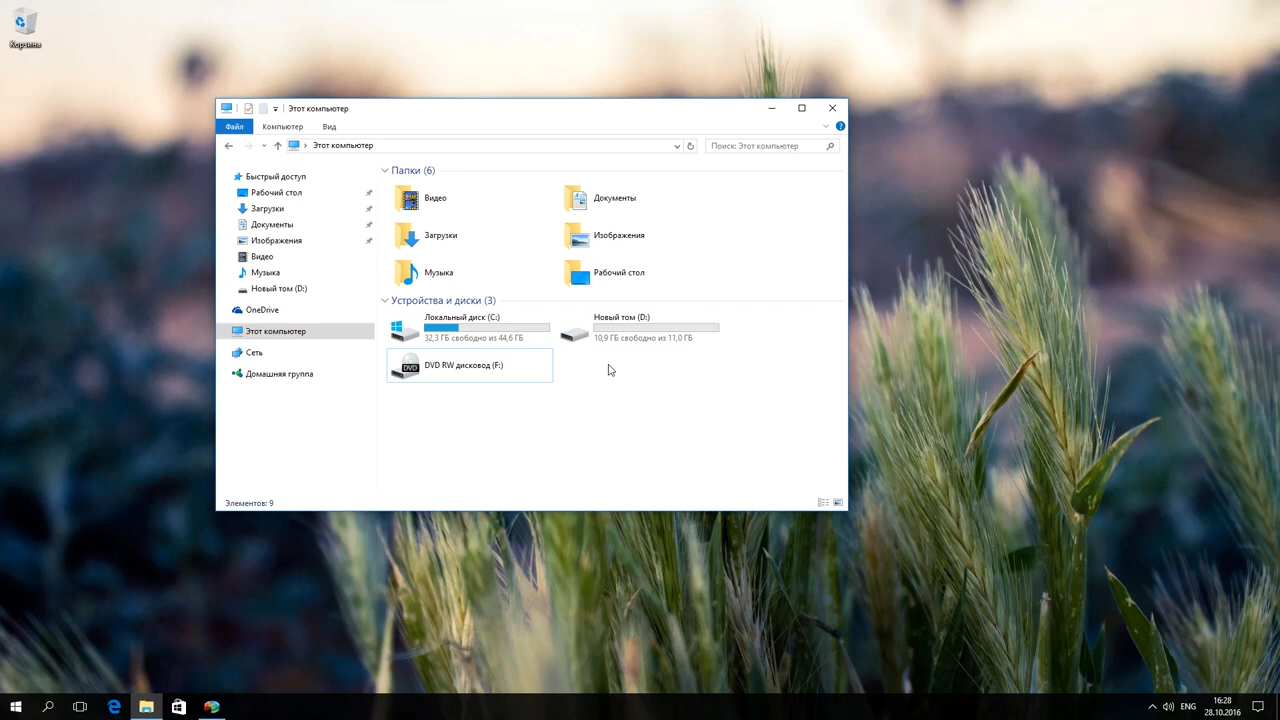 Корзина
Этот компьютер
Файл
Компьютер
Вид
Этот компьютер
Поиск: Этот компьютер
Быстрый доступ
Рабочий стол
Загрузки
Документы
Изображения
Видео
Музыка
Новый том (D:)
OneDrive
Этот компьютер
Сеть
Домашняя группа
Папки (6)
Видео
Документы
Загрузки
Изображения
Музыка
Рабочий стол
Устройства и диски (3)
Локальный диск (C:)
32,3 ГБ свободно из 44,6 ГБ
Новый том (D:)
10,9 ГБ свободно из 11,0 ГБ
DVD
DVD RW дисковод (F:)
Элементов: 9
ENG
16:28
28.10.2016